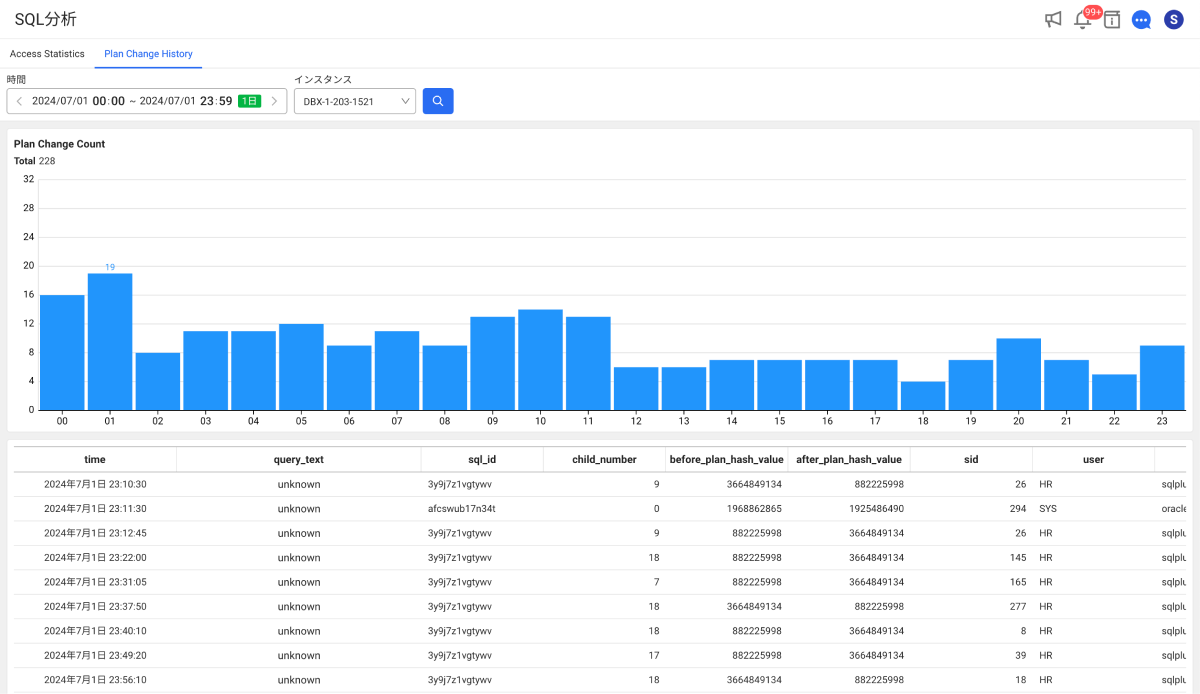 SQL分析
99+
S
Access Statistics Plan Change History
時間 インスタンス
2024/07/01 00:00 ~ 2024/07/01 23:59 1日 DBX-1-203-1521
Plan Change Count
Total 228
32
28
24
20
16
12
8
4
0
19
00 01 02 03 04 05 06 07 08 09 10 11 12 13 14 15 16 17 18 19 20 21 22 23
time query_text sql_id child_number before_plan_hash_value after_plan_hash_value sid user
2024年7月1日 23:10:30 unknown 3y9j7z1vgtywv 9 3664849134 882225998 26 HR sqlplu
2024年7月1日 23:11:30 unknown afcswub17n34t 0 1968862865 1925486490 294 SYS oracle
2024年7月1日 23:12:45 unknown 3y9j7z1vgtywv 9 882225998 3664849134 26 HR sqlplu
2024年7月1日 23:22:00 unknown 3y9j7z1vgtywv 18 882225998 3664849134 145 HR sqlplu
2024年7月1日 23:31:05 unknown 3y9j7z1vgtywv 7 882225998 3664849134 165 HR sqlplu
2024年7月1日 23:37:50 unknown 3y9j7z1vgtywv 18 3664849134 882225998 277 HR sqlplu
2024年7月1日 23:40:10 unknown 3y9j7z1vgtywv 18 882225998 3664849134 8 HR sqlplu
2024年7月1日 23:49:20 unknown 3y9j7z1vgtywv 17 882225998 3664849134 39 HR sqlplu
2024年7月1日 23:56:10 unknown 3y9j7z1vgtywv 18 3664849134 882225998 18 HR sqlplu